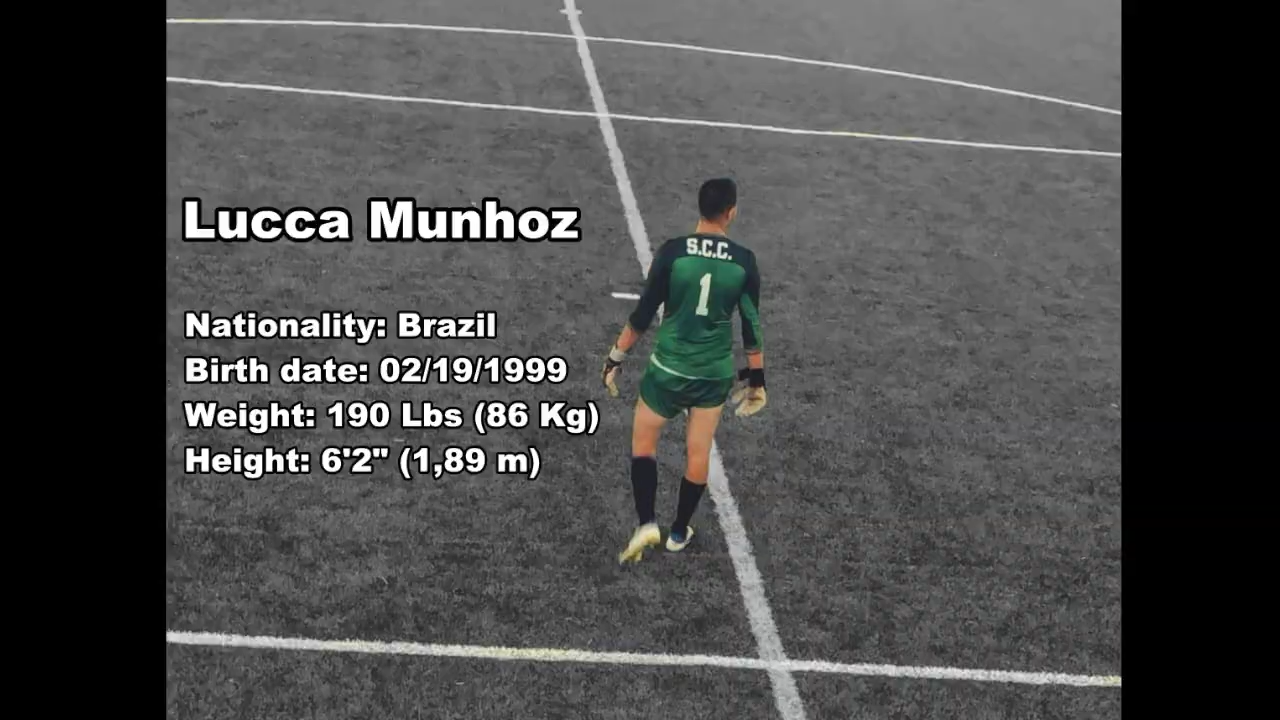 Lucca Munhoz
Nationality: Brazil
Birth date: 02/19/1999
Weight: 190 Lbs (86 Kg)
Height: 6'2" (1,89 m)
S.C.C.
1